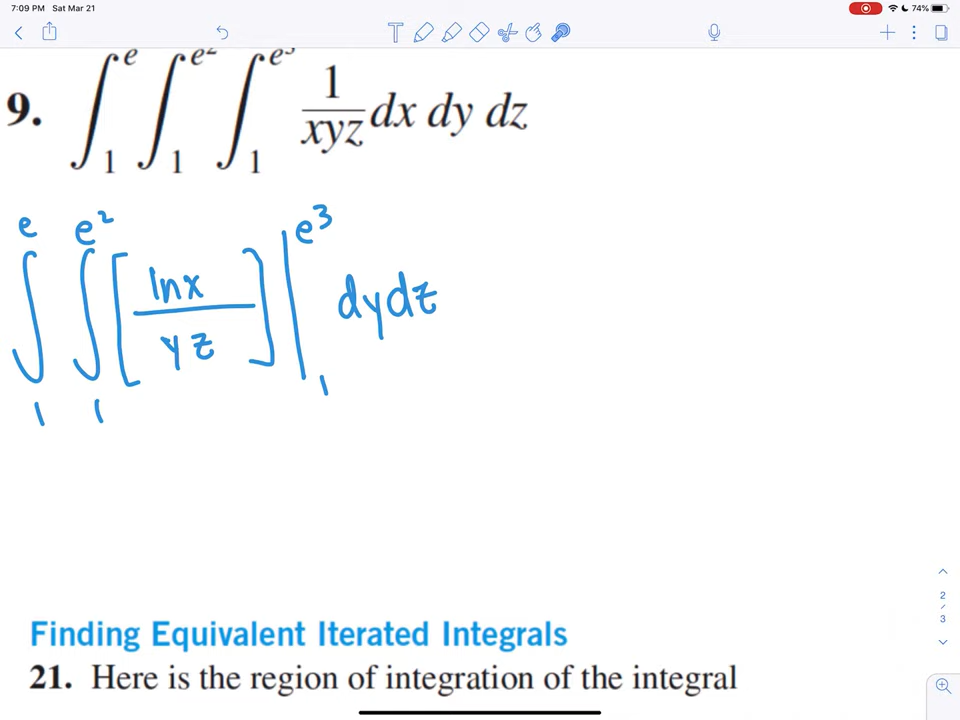 7:09 PM Sat Mar 21
74%
9. ∫₁ᵉ ∫₁^{e²} ∫₁^{e³} 1/xyz dx dy dz
∫₁ᵉ ∫₁^{e²} [ln x / yz] |₁^{e³} dy dz
2
/
3
Finding Equivalent Iterated Integrals
21. Here is the region of integration of the integral